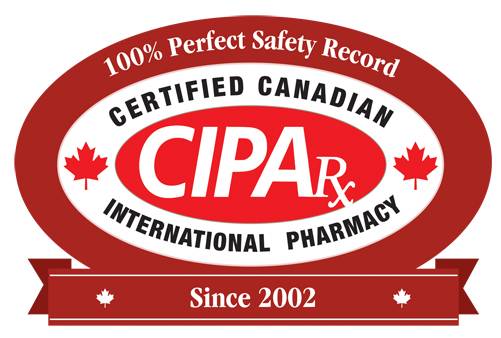 100% Perfect Safety Record
CERTIFIED CANADIAN
CIPARx
INTERNATIONAL PHARMACY
Since 2002